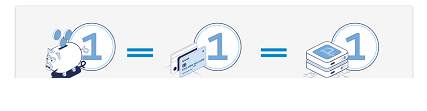 1 = 1 = 1